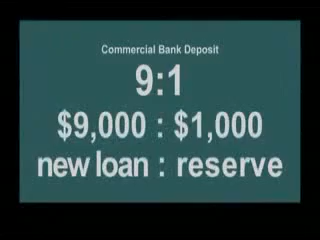 Commercial Bank Deposit
9:1
$9,000 : $1,000
new loan : reserve